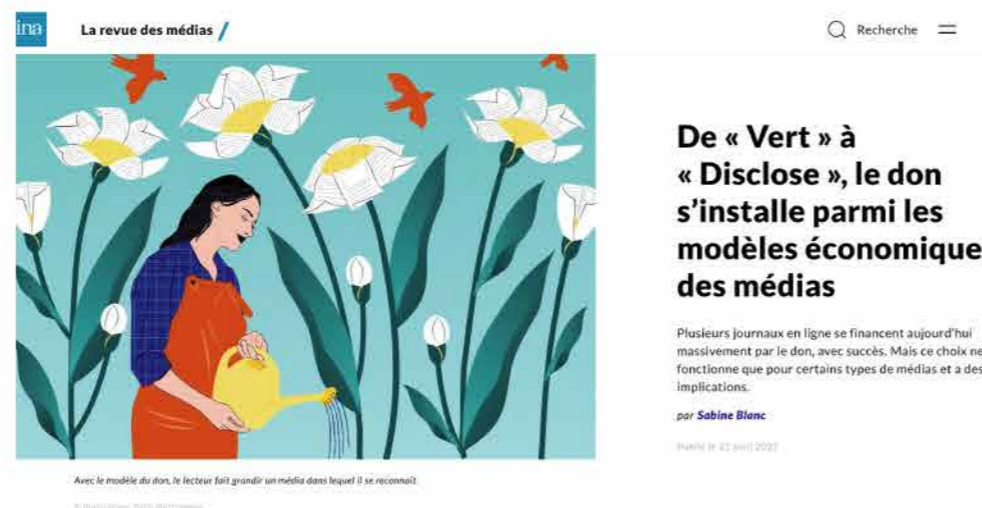 ina
La revue des médias
Recherche
De « Vert » à
« Disclose », le don
s'installe parmi les
modèles économique
des médias
Plusieurs journaux en ligne se financent aujourd'hui
massivement par le don, avec succès. Mais ce choix ne
fonctionne que pour certains types de médias et a des
implications.
par Sabine Blanc
Publié le avril
Avec le modèle du don, le lecteur fait grandir un média dans lequel il se reconnaît.